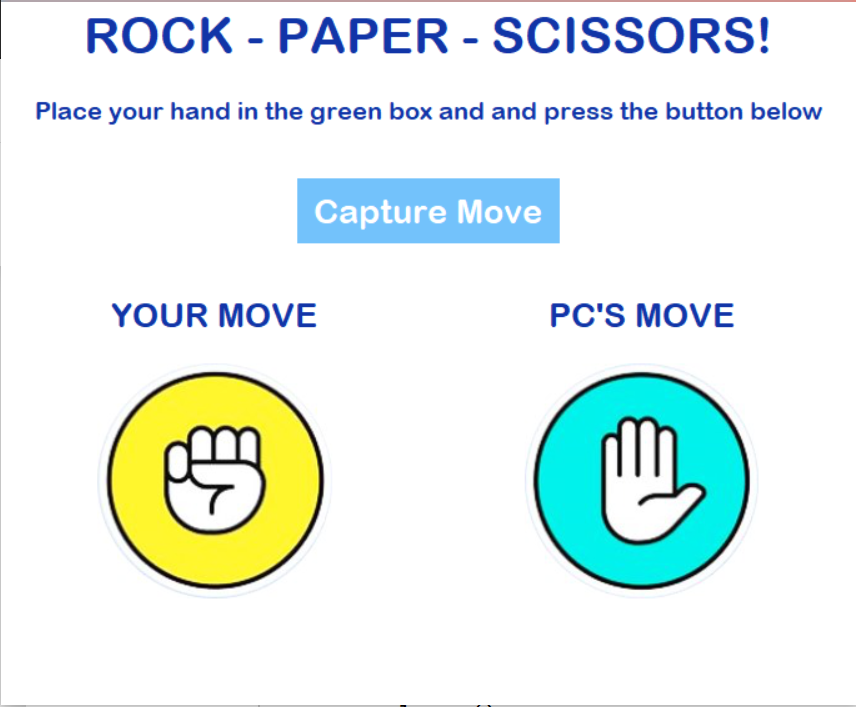 ROCK - PAPER - SCISSORS!
Place your hand in the green box and and press the button below
Capture Move
YOUR MOVE
PC'S MOVE